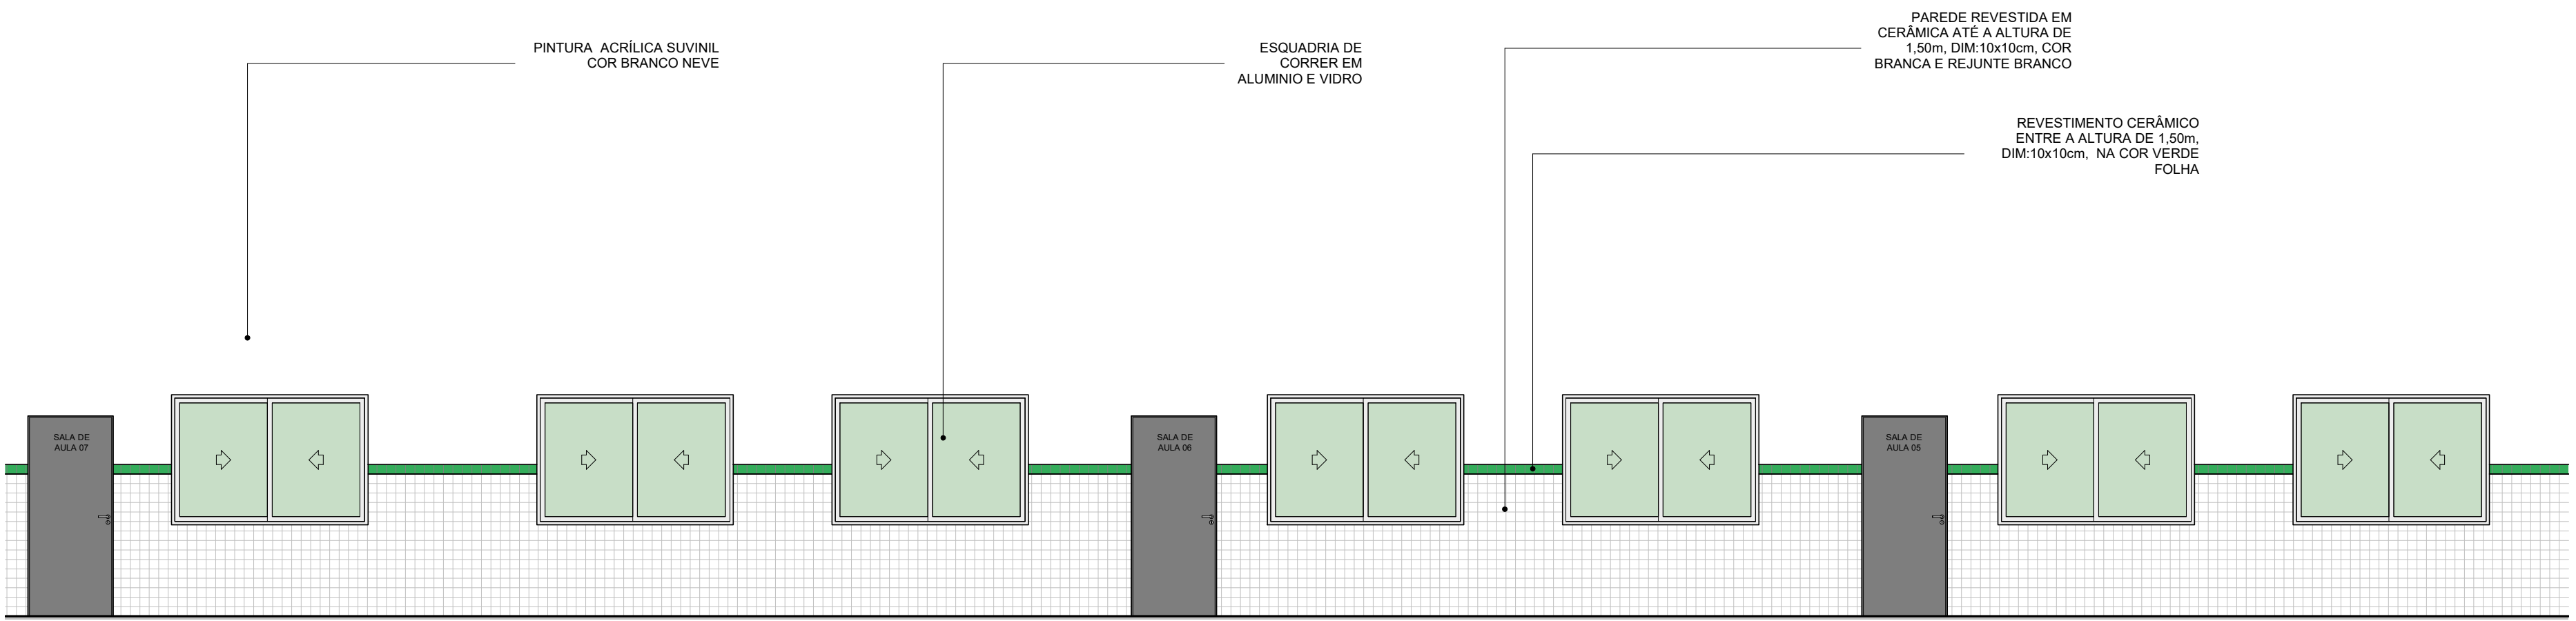 PINTURA  ACRÍLICA SUVINIL
COR BRANCO NEVE
ESQUADRIA DE
CORRER EM
ALUMINIO E VIDRO
PAREDE REVESTIDA EM
CERÂMICA ATÉ A ALTURA DE
1,50m, DIM:10x10cm, COR
BRANCA E REJUNTE BRANCO
REVESTIMENTO CERÂMICO
ENTRE A ALTURA DE 1,50m,
DIM:10x10cm,  NA COR VERDE
FOLHA
SALA DE
AULA 07
SALA DE
AULA 06
SALA DE
AULA 05